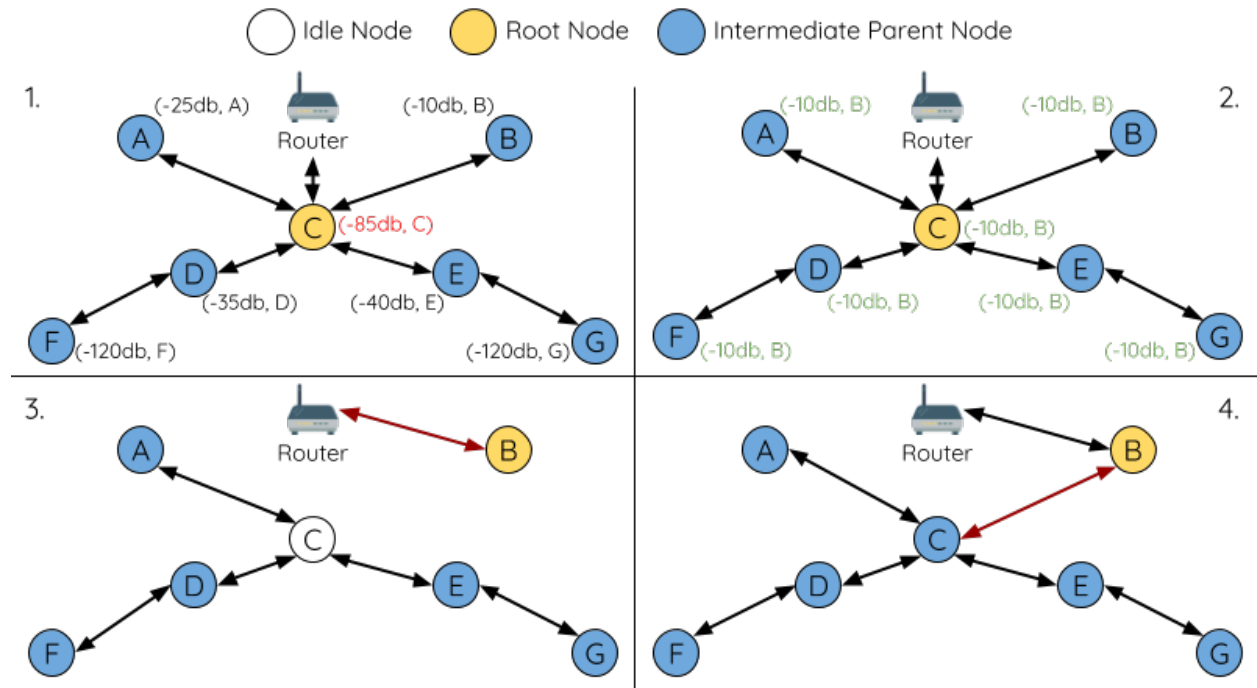 Idle Node Root Node Intermediate Parent Node
1.
(-25db, A)
(-10db, B)
A
Router
B
C
(-85db, C)
D
E
(-35db, D)
(-40db, E)
F
(-120db, F)
(-120db, G)
G
2.
(-10db, B)
(-10db, B)
A
Router
B
C
(-10db, B)
D
E
(-10db, B)
(-10db, B)
F
(-10db, B)
(-10db, B)
G
3.
A
Router
B
C
D
E
F
G
4.
A
Router
B
C
D
E
F
G